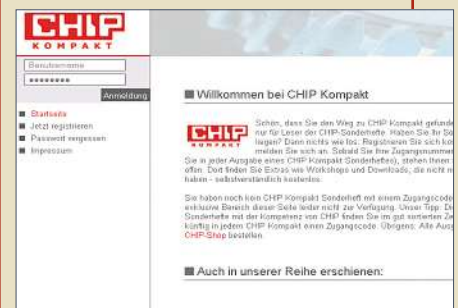 CHIP
KOMPAKT
Benutzername
********
Anmeldung
Startseite
Jetzt registrieren
Passwort vergessen
Impressum
Willkommen bei CHIP Kompakt
CHIP
Schön, dass Sie den Weg zu CHIP Kompakt gefunde
nur für Leser der CHIP-Sonderhefte. Haben Sie Ihr So
liegen? Dann nichts wie los: Registrieren Sie sich kos
melden Sie sich an. Sobald Sie Ihre Zugangsnummer
Sie in jeder Ausgabe eines CHIP Kompakt Sonderheftes), stehen Ihnen
offen. Dort finden Sie Extras wie Workshops und Downloads, die nicht m
haben - selbstverständlich kostenlos.
Sie haben noch kein CHIP Kompakt Sonderheft mit einem Zugangscode
exklusive Bereich dieser Seite leider nicht zur Verfügung. Unser Tipp: Di
Sonderhefte mit der Kompetenz von CHIP finden Sie im gut sortierten Ze
künftig in jedem CHIP Kompakt einen Zugangscode. Übrigens: Alle Ausg
CHIP-Shop bestellen.
Auch in unserer Reihe erschienen: